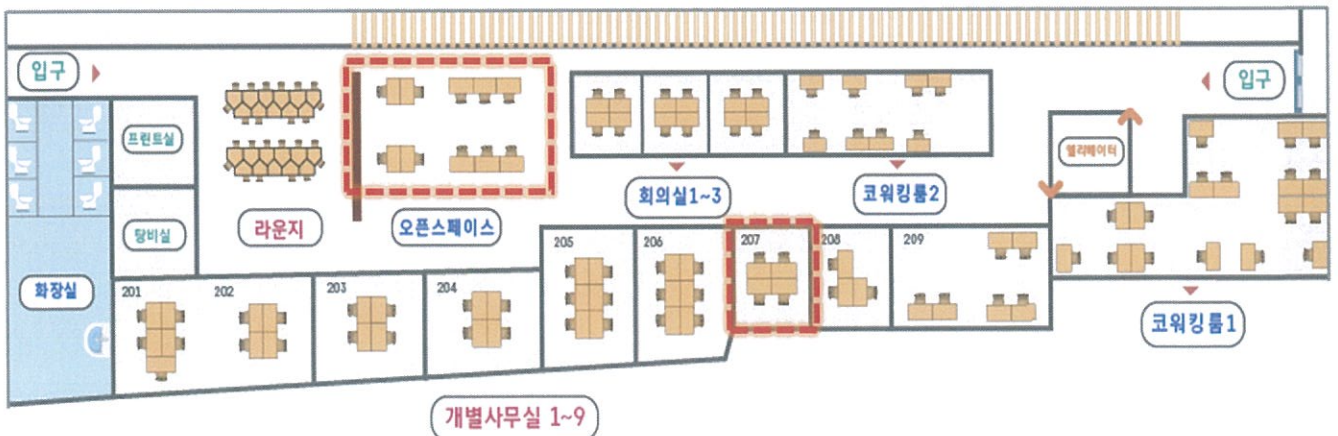 입구
입구
프린트실
엘리베이터
회의실1~3
코워킹룸2
탕비실
라운지
오픈스페이스
205
206
207
208
209
화장실
201
202
203
204
코워킹룸1
개별사무실 1~9